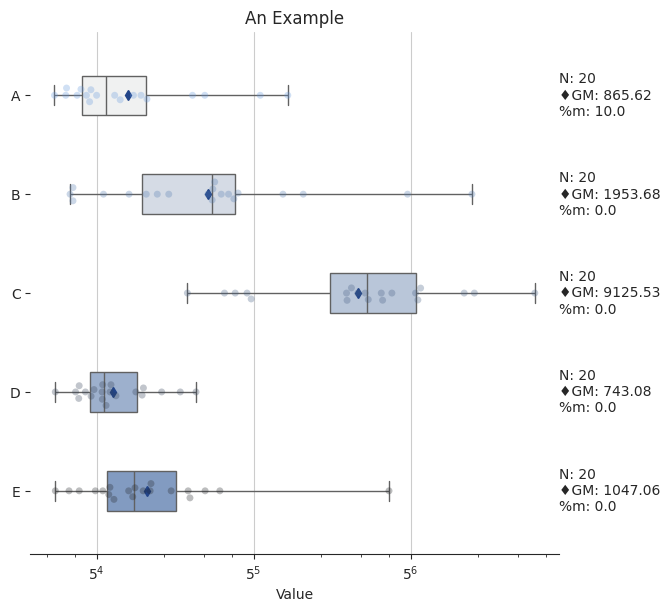 An Example
A
N: 20
♦GM: 865.62
%m: 10.0
B
N: 20
♦GM: 1953.68
%m: 0.0
C
N: 20
♦GM: 9125.53
%m: 0.0
D
N: 20
♦GM: 743.08
%m: 0.0
E
N: 20
♦GM: 1047.06
%m: 0.0
5⁴ 5⁵ 5⁶
Value